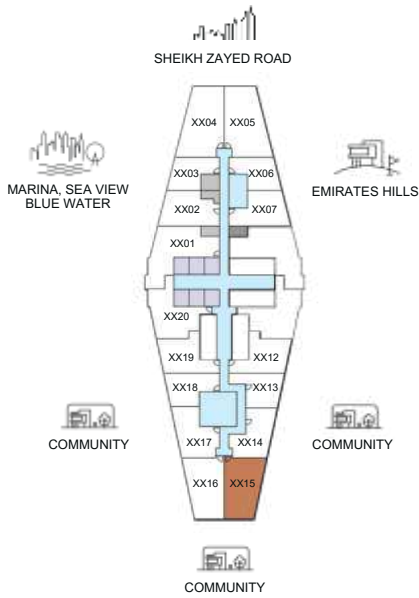 SHEIKH ZAYED ROAD
XX04 XX05
MARINA, SEA VIEW
BLUE WATER
XX03 XX06
EMIRATES HILLS
XX02 XX07
XX01
XX20
XX19 XX12
XX18 XX13
COMMUNITY
COMMUNITY
XX17 XX14
XX16 XX15
COMMUNITY